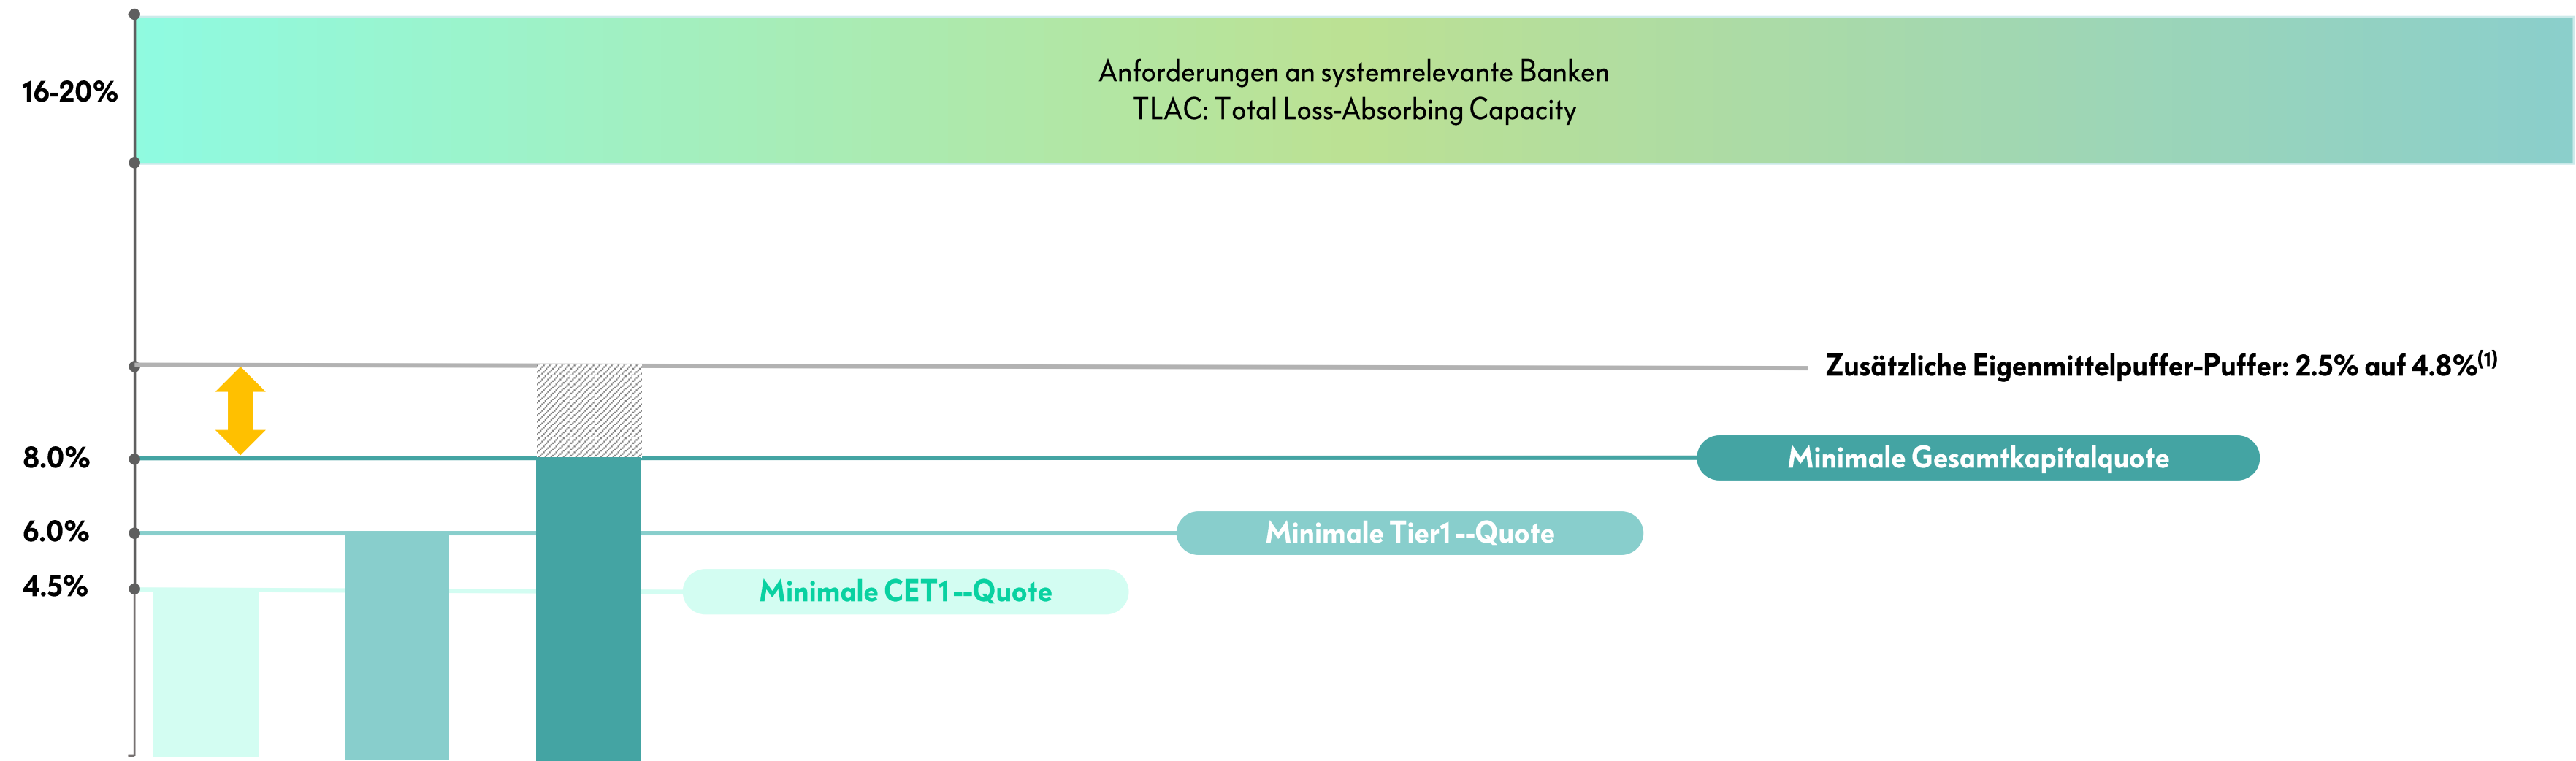 16-20%
Anforderungen an systemrelevante Banken
TLAC: Total Loss-Absorbing Capacity
Zusätzliche Eigenmittelpuffer-Puffer: 2.5% auf 4.8%(1)
8.0%
Minimale Gesamtkapitalquote
6.0%
Minimale Tier1--Quote
4.5%
Minimale CET1--Quote